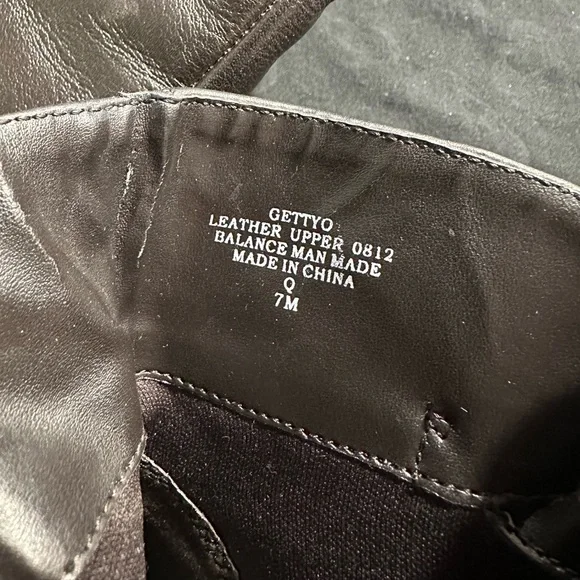 GETTYO
LEATHER UPPER 0812
BALANCE MAN MADE
MADE IN CHINA
Q
7M